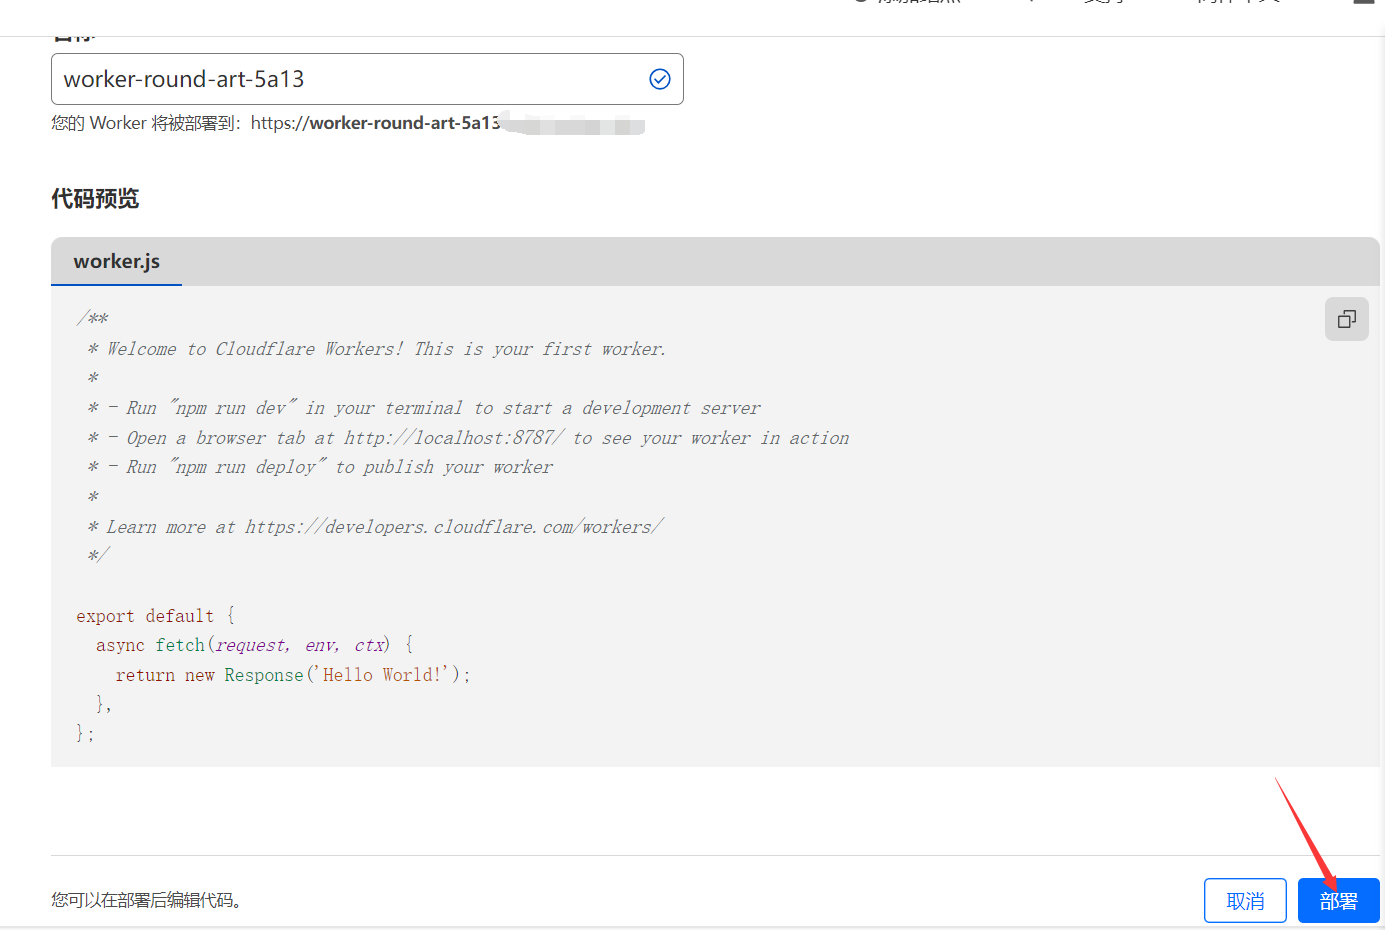 名称
worker-round-art-5a13
您的 Worker 将被部署到：https://worker-round-art-5a13
代码预览
worker.js
/**
 * Welcome to Cloudflare Workers! This is your first worker.
 *
 * - Run "npm run dev" in your terminal to start a development server
 * - Open a browser tab at http://localhost:8787/ to see your worker in action
 * - Run "npm run deploy" to publish your worker
 *
 * Learn more at https://developers.cloudflare.com/workers/
 */
export default {
  async fetch(request, env, ctx) {
    return new Response('Hello World!');
  },
};
您可以在部署后编辑代码。
取消
部署